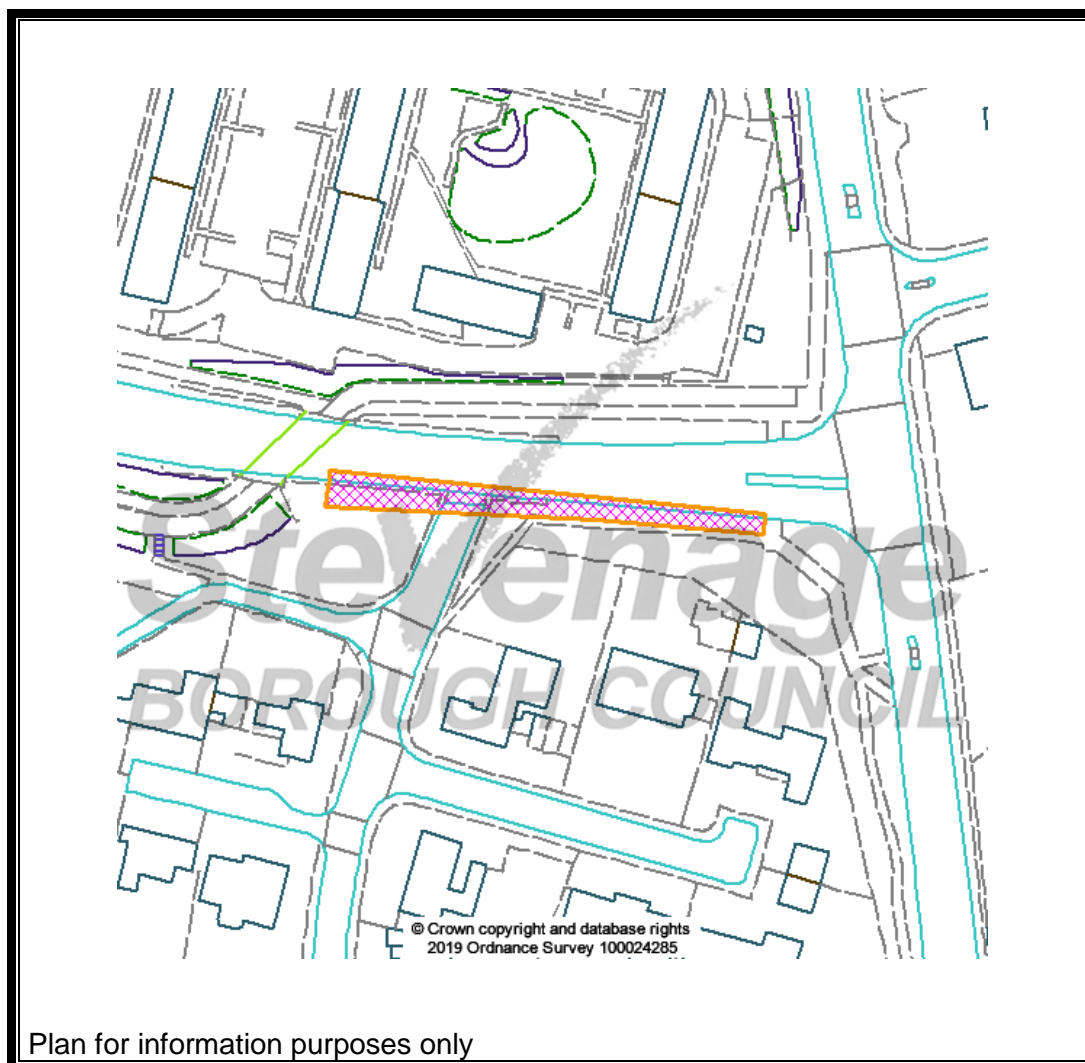 Stevenage
BOROUGH COUNCIL
© Crown copyright and database rights
2019 Ordnance Survey 100024285
Plan for information purposes only